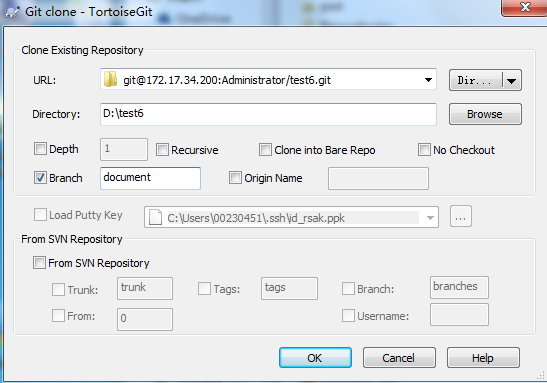 Git clone - TortoiseGit
Clone Existing Repository
URL: git@172.17.34.200:Administrator/test6.git Dir...
Directory: D:\test6 Browse
Depth 1 Recursive Clone into Bare Repo No Checkout
Branch document Origin Name
Load Putty Key C:\Users\00230451\.ssh\id_rsak.ppk ...
From SVN Repository
From SVN Repository
Trunk: trunk Tags: tags Branch: branches
From: 0 Username:
OK Cancel Help